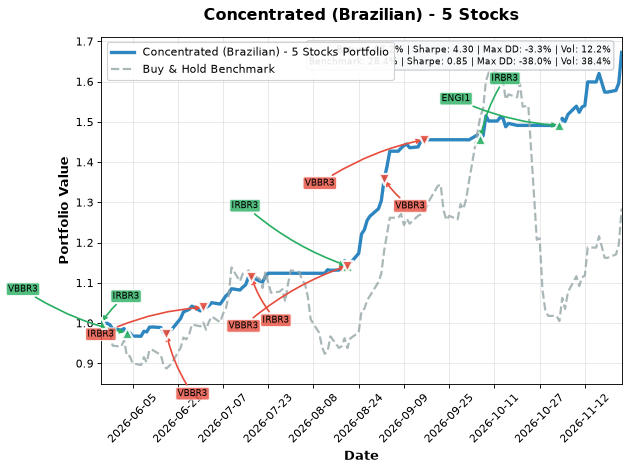 Concentrated (Brazilian) - 5 Stocks
Concentrated (Brazilian) - 5 Stocks Portfolio
Buy & Hold Benchmark
% | Sharpe: 4.30 | Max DD: -3.3% | Vol: 12.2%
Benchmark: 28.4% | Sharpe: 0.85 | Max DD: -38.0% | Vol: 38.4%
IRBR3
ENGI1
VBBR3
IRBR3
VBBR3
VBBR3
IRBR3
IRBR3
VBBR3
IRBR3
VBBR3
Portfolio Value
1.7
1.6
1.5
1.4
1.3
1.2
1.1
1.0
0.9
2026-06-05
2026-06-2
2026-07-07
2026-07-23
2026-08-08
2026-08-24
2026-09-09
2026-09-25
2026-10-11
2026-10-27
2026-11-12
Date